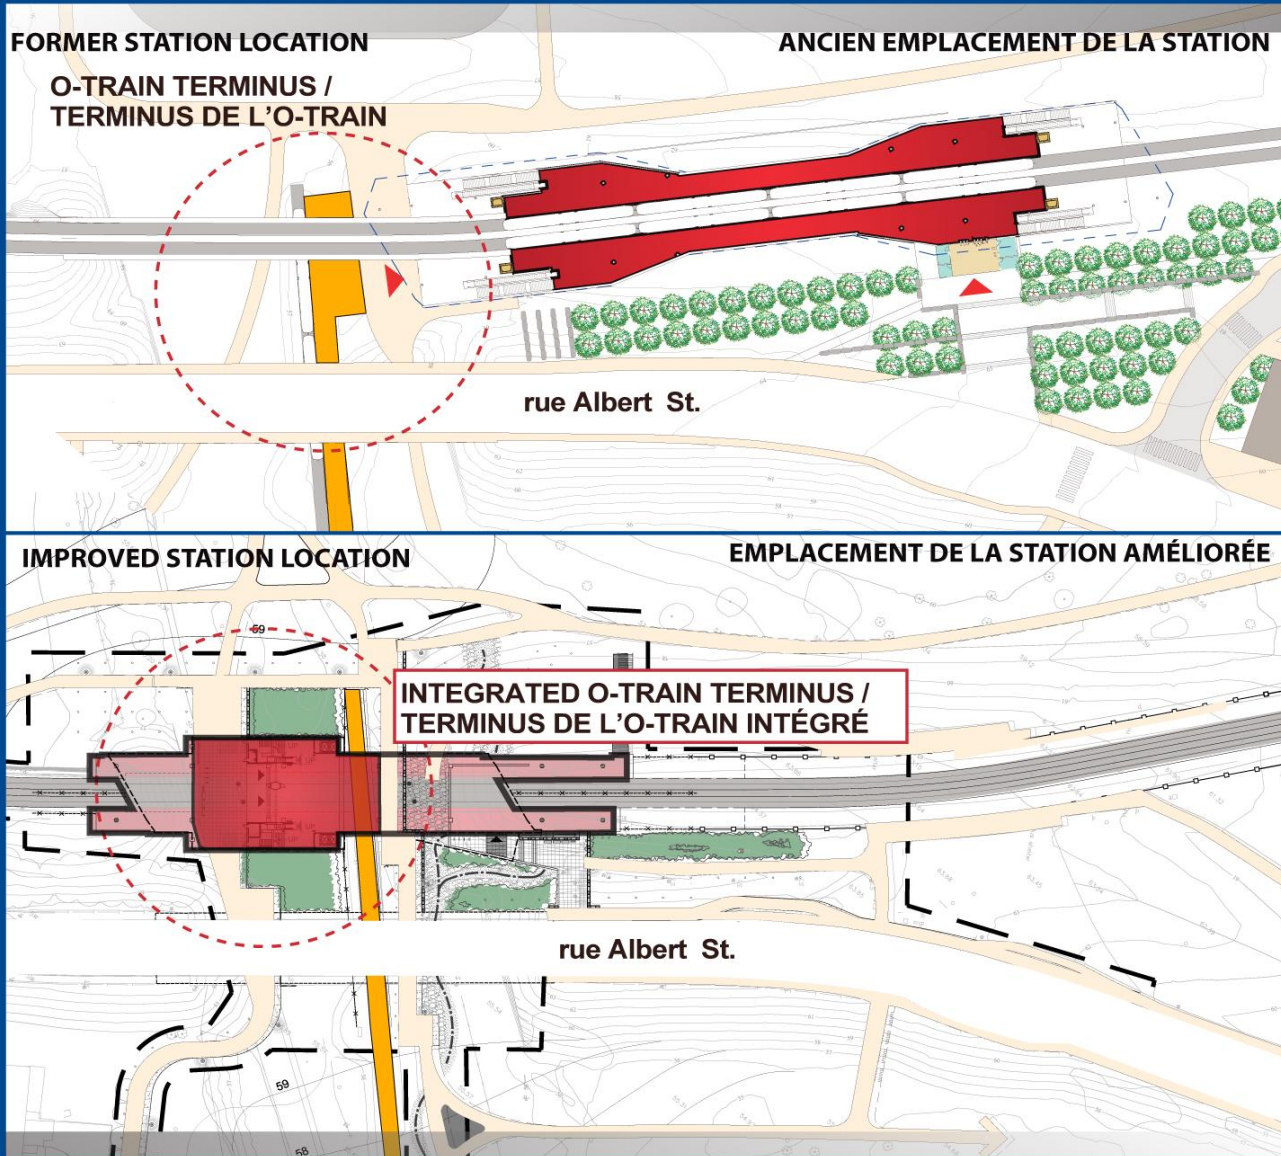 FORMER STATION LOCATION
ANCIEN EMPLACEMENT DE LA STATION
O-TRAIN TERMINUS /
TERMINUS DE L'O-TRAIN
rue Albert St.
IMPROVED STATION LOCATION
EMPLACEMENT DE LA STATION AMÉLIORÉE
59
INTEGRATED O-TRAIN TERMINUS /
TERMINUS DE L'O-TRAIN INTÉGRÉ
rue Albert St.
59
58